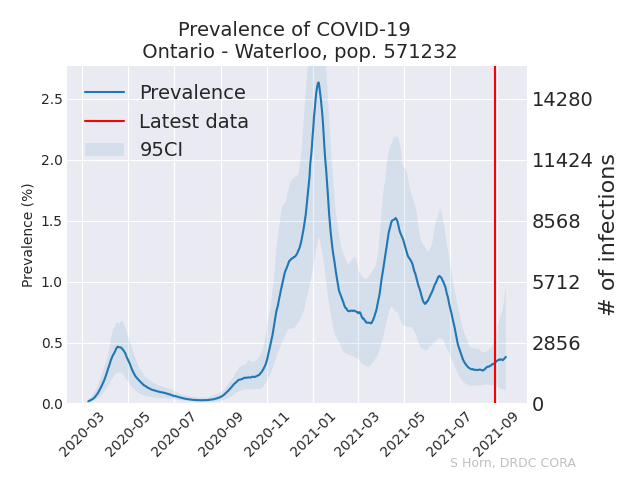 Prevalence of COVID-19
Ontario - Waterloo, pop. 571232
Prevalence
Latest data
95CI
Prevalence (%)
2.5
2.0
1.5
1.0
0.5
0.0
14280
11424
8568
5712
2856
0
# of infections
2020-03
2020-05
2020-07
2020-09
2020-11
2021-01
2021-03
2021-05
2021-07
2021-09
S Horn, DRDC CORA